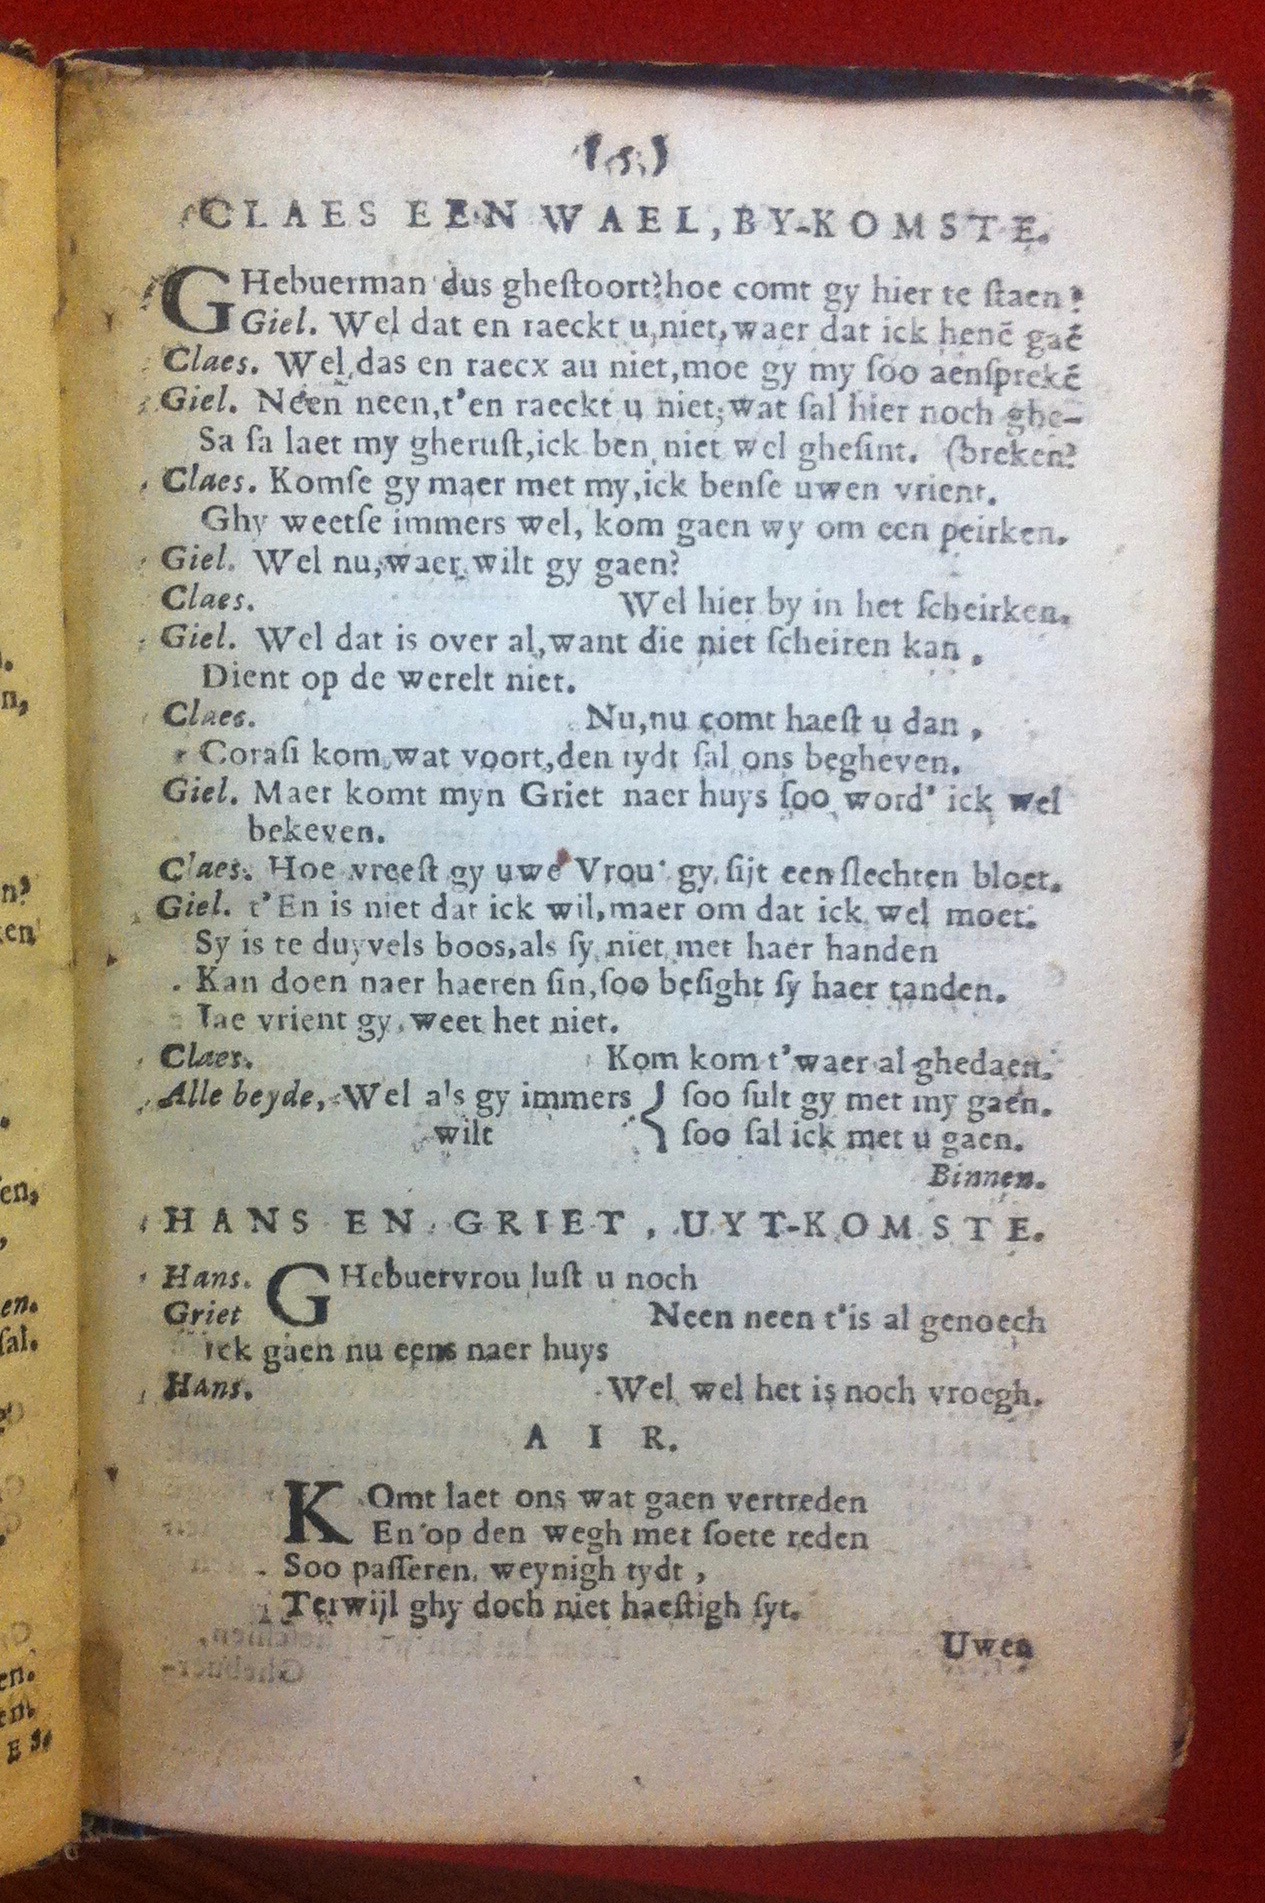 (5)
CLAES EEN WAEL, BY-KOMSTE.
GHebuerman dus gheſtoort? hoe comt gy hier te ſtaen?
Giel. Wel dat en raeckt u niet, waer dat ick henē gaē
Claes. Wel das en raecx au niet, moe gy my ſoo aenſprekē
Giel. Neen neen, t'en raeckt u niet, wat ſal hier noch ghe-
Sa ſa laet my gheruſt, ick ben niet wel gheſint. (breken?
Claes. Komſe gy maer met my, ick benſe uwen vrient.
Ghy weetſe immers wel, kom gaen wy om een peirken.
Giel. Wel nu, waer wilt gy gaen?
Claes. Wel hier by in het ſcheirken.
Giel. Wel dat is over al, want die niet ſcheiren kan,
Dient op de werelt niet.
Claes. Nu, nu comt haeſt u dan,
Coraſi kom wat voort, den tydt ſal ons begheven.
Giel. Maer komt myn Griet naer huys ſoo word' ick wel
bekeven.
Claes. Hoe vreeſt gy uwe Vrou' gy ſijt een ſlechten bloet.
Giel. t'En is niet dat ick wil, maer om dat ick wel moet.
Sy is te duyvels boos, als ſy niet met haer handen
Kan doen naer haeren ſin, ſoo beſight ſy haer tanden.
Iae vrient gy weet het niet.
Claes. Kom kom t'waer al ghedaen.
Alle beyde, Wel als gy immers } ſoo ſult gy met my gaen.
wilt } ſoo ſal ick met u gaen.
Binnen.
HANS EN GRIET, UYT-KOMSTE.
Hans. GHebuervrou luſt u noch
Griet Neen neen t'is al genoech
ick gaen nu eens naer huys
Hans. Wel wel het is noch vroegh.
AIR.
KOmt laet ons wat gaen vertreden
En op den wegh met ſoete reden
Soo paſſeren weynigh tydt,
Terwijl ghy doch niet haeſtigh ſyt.
Uwen